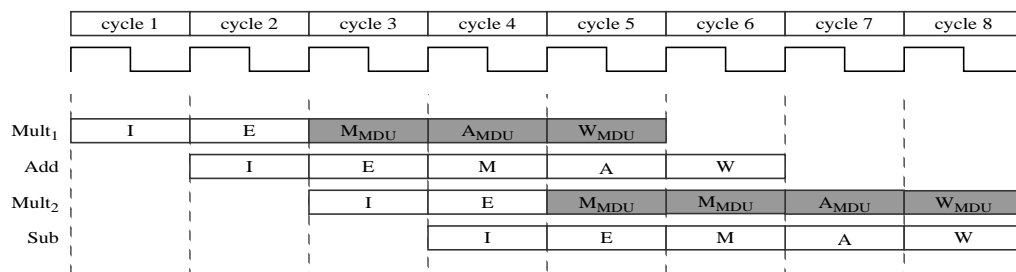 cycle 1 cycle 2 cycle 3 cycle 4 cycle 5 cycle 6 cycle 7 cycle 8
Mult1 I E MMDU AMDU WMDU
Add I E M A W
Mult2 I E MMDU MMDU AMDU WMDU
Sub I E M A W